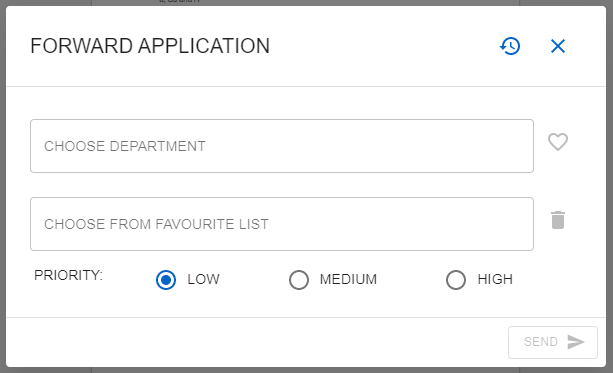 FORWARD APPLICATION
CHOOSE DEPARTMENT
CHOOSE FROM FAVOURITE LIST
PRIORITY: LOW MEDIUM HIGH
SEND